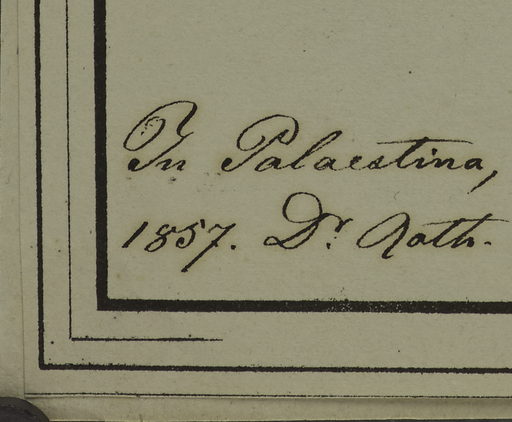 In Palaestina,
1857. Dr. Roth.